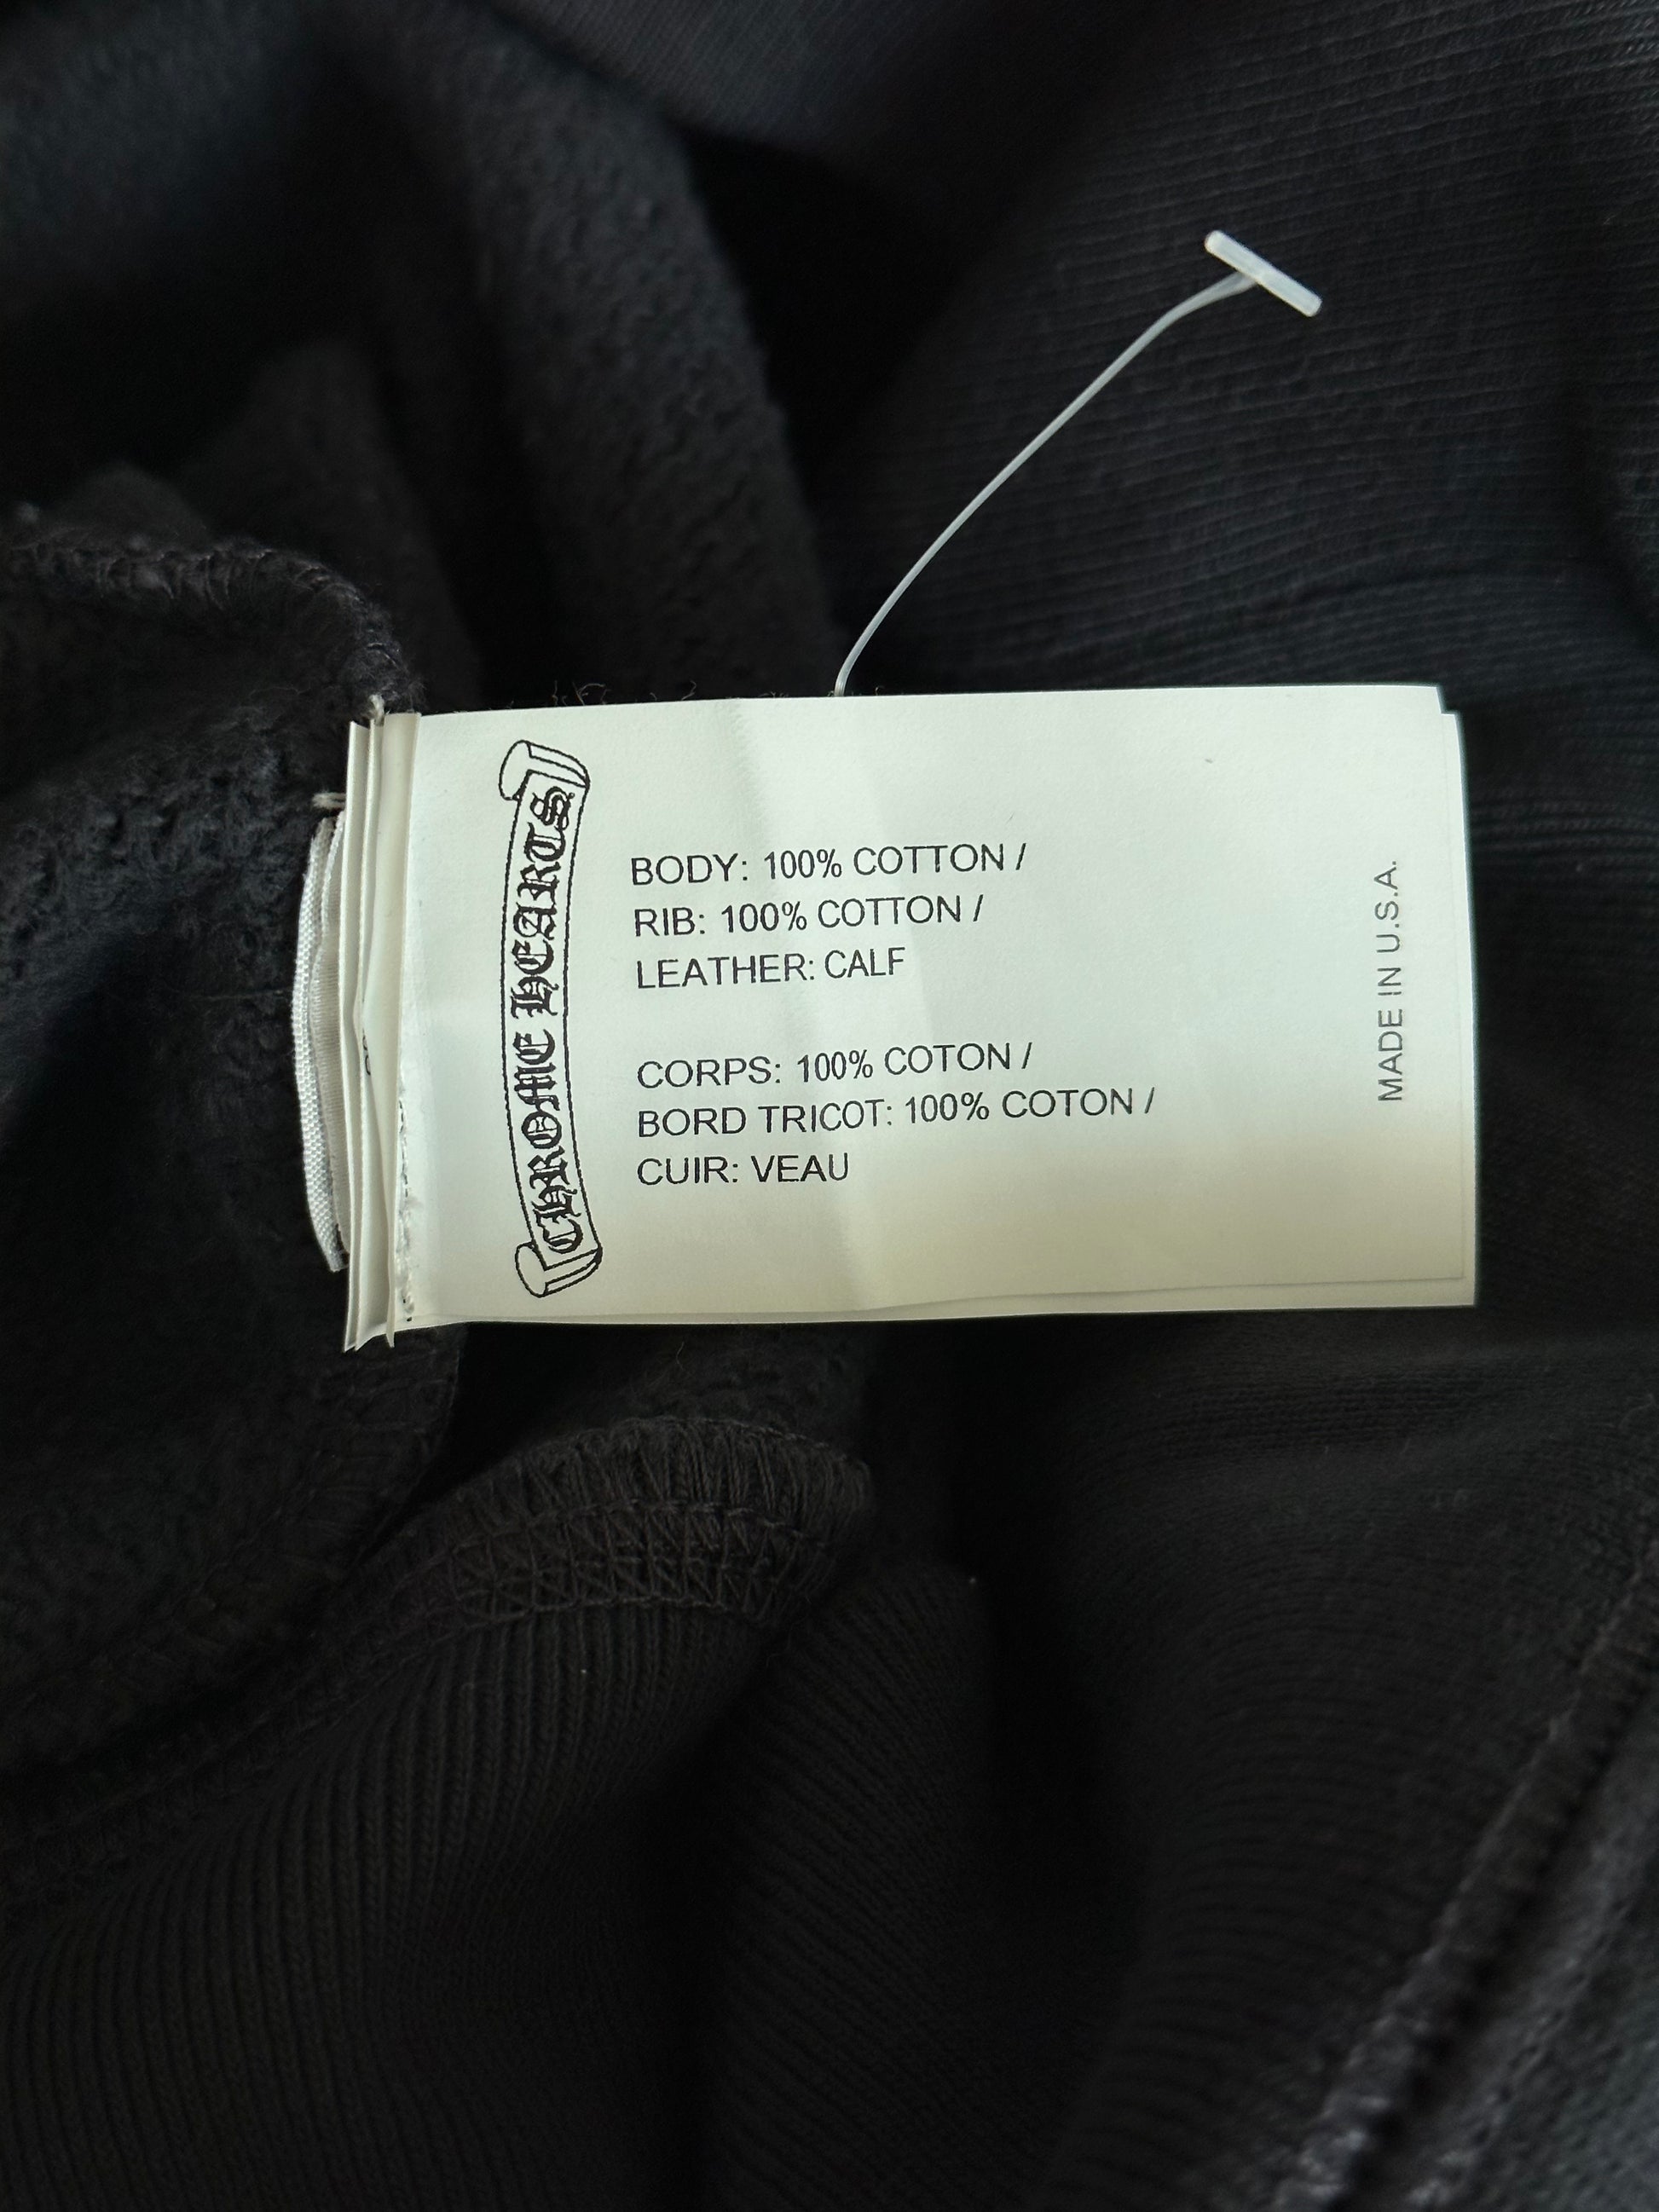 CHROME HEARTS
BODY: 100% COTTON /
RIB: 100% COTTON /
LEATHER: CALF
CORPS: 100% COTON /
BORD TRICOT: 100% COTON /
CUIR: VEAU
MADE IN U.S.A.